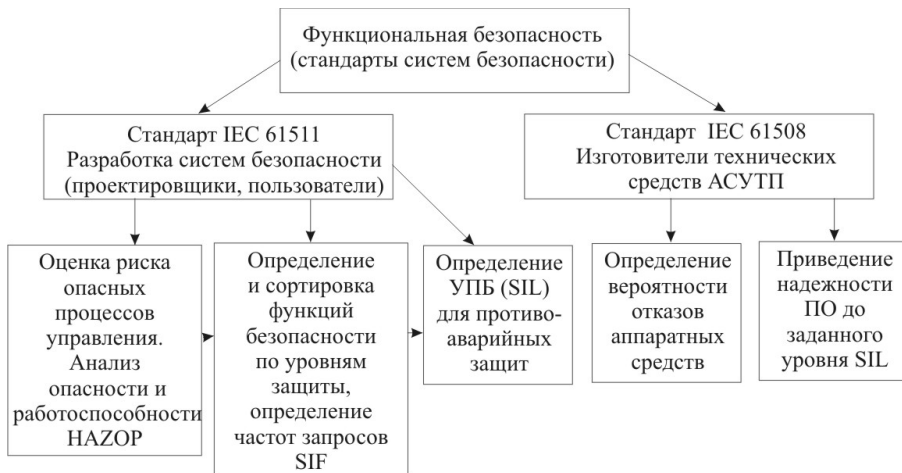 Функциональная безопасность
(стандарты систем безопасности)
Стандарт IEC 61511
Разработка систем безопасности
(проектировщики, пользователи)
Стандарт IEC 61508
Изготовители технических
средств АСУТП
Оценка риска
опасных
процессов
управления.
Анализ
опасности и
работоспособности
HAZOP
Определение
и сортировка
функций
безопасности
по уровням
защиты,
определение
частот запросов
SIF
Определение
УПБ (SIL)
для противо-
аварийных
защит
Определение
вероятности
отказов
аппаратных
средств
Приведение
надежности
ПО до
заданного
уровня SIL